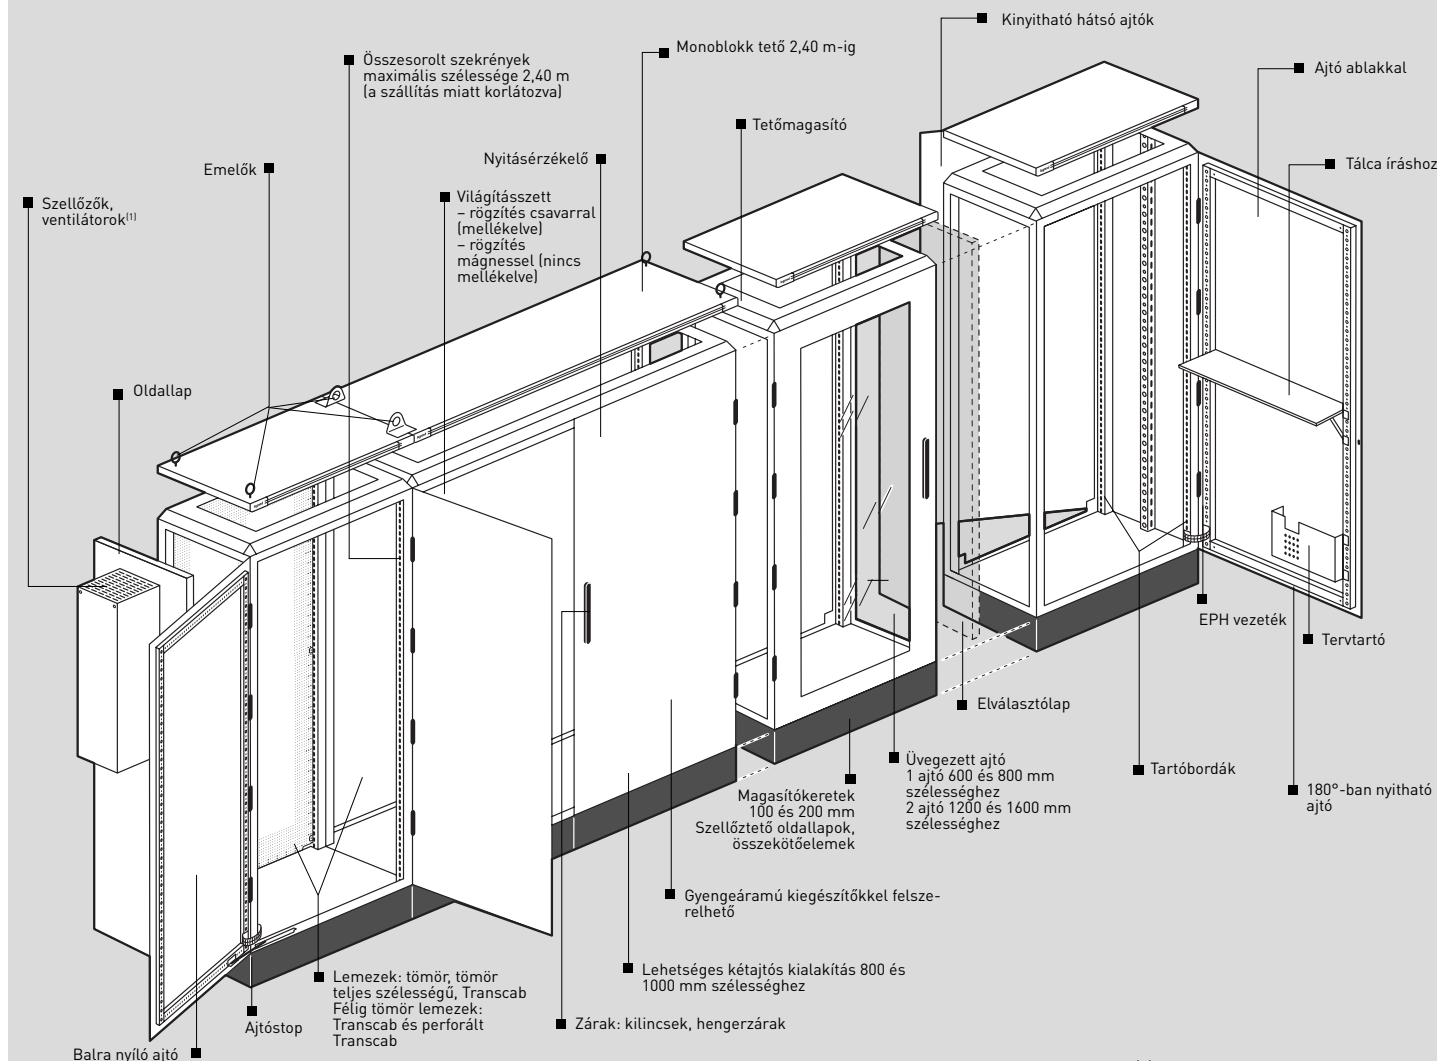 Kinyitható hátsó ajtók
Monoblokk tető 2,40 m-ig
Összesorolt szekrények
maximális szélessége 2,40 m
(a szállítás miatt korlátozva)
Ajtó ablakkal
Tetőmagasító
Nyitásérzékelő
Tálca íráshoz
Emelők
Világításszett
– rögzítés csavarral
(mellékelve)
– rögzítés
mágnessel (nincs
mellékelve)
Szellőzők,
ventilátorok(1)
Oldallap
EPH vezeték
Tervtartó
Elválasztólap
Üvegezett ajtó
1 ajtó 600 és 800 mm
szélességhez
2 ajtó 1200 és 1600 mm
szélességhez
Tartóbordák
180°-ban nyitható
ajtó
Magasítókeretek
100 és 200 mm
Szellőztető oldallapok,
összekötőelemek
Gyengeáramú kiegészítőkkel felsze-
relhető
Lehetséges kétajtós kialakítás 800 és
1000 mm szélességhez
Lemezek: tömör, tömör
teljes szélességű, Transcab
Félig tömör lemezek:
Transcab és perforált
Transcab
Zárak: kilincsek, hengerzárak
Ajtóstop
Balra nyíló ajtó